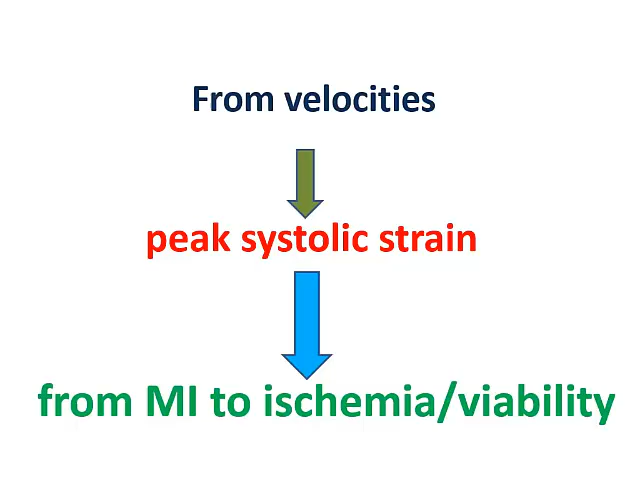 From velocities
peak systolic strain
from MI to ischemia/viability